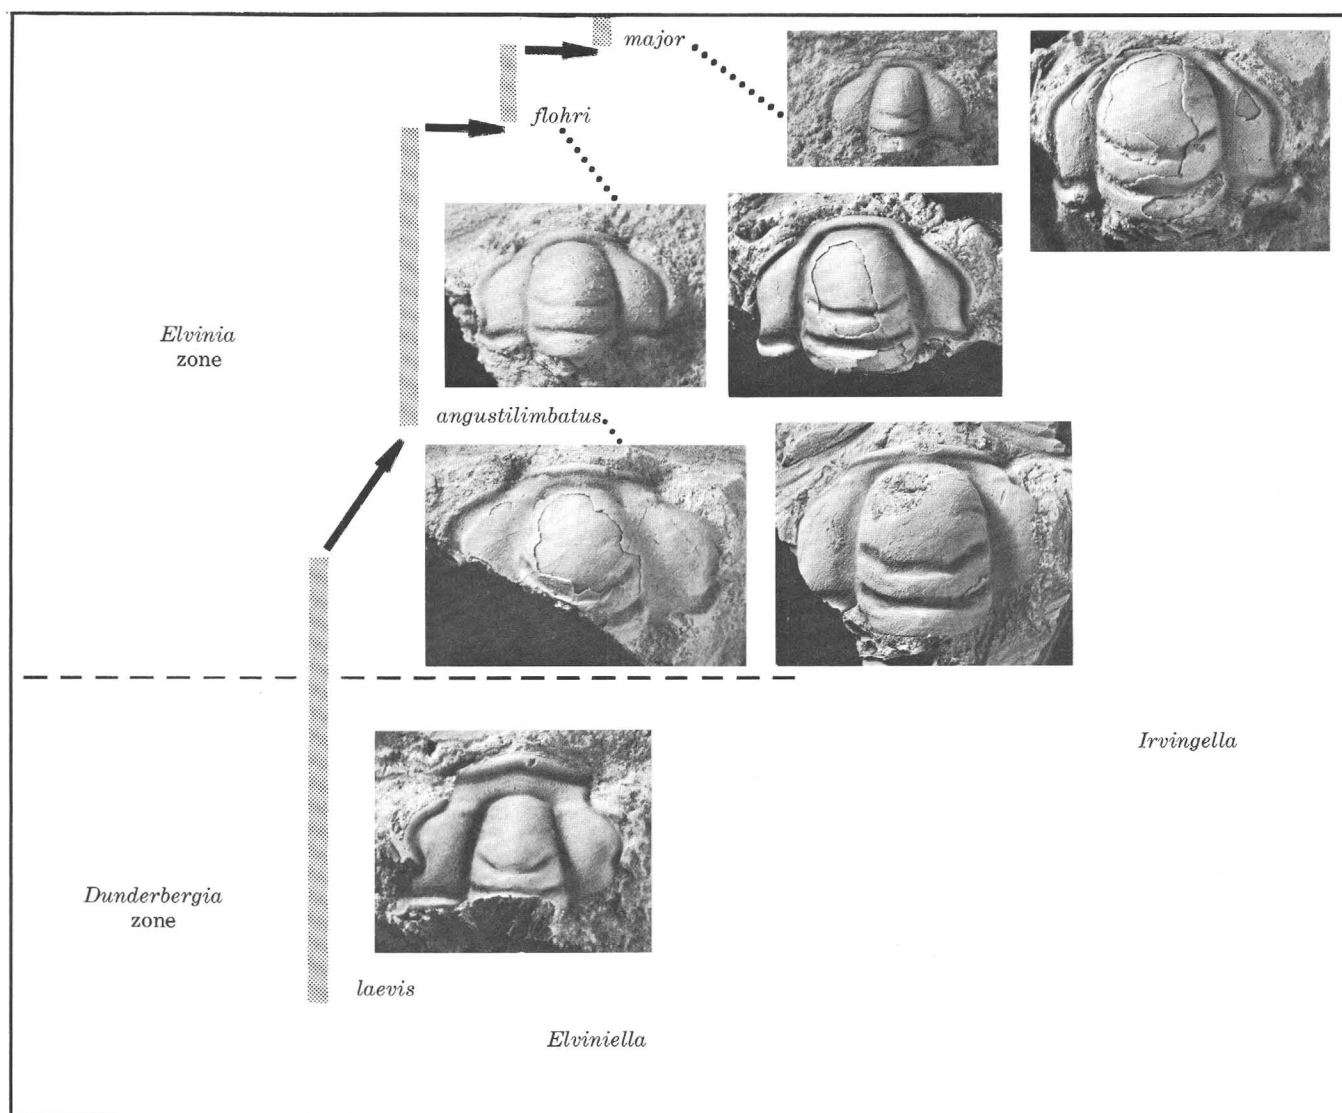 major
flohri
Elvinia
zone
angustilimbatus
Irvingella
Dunderbergia
zone
laevis
Elviniella